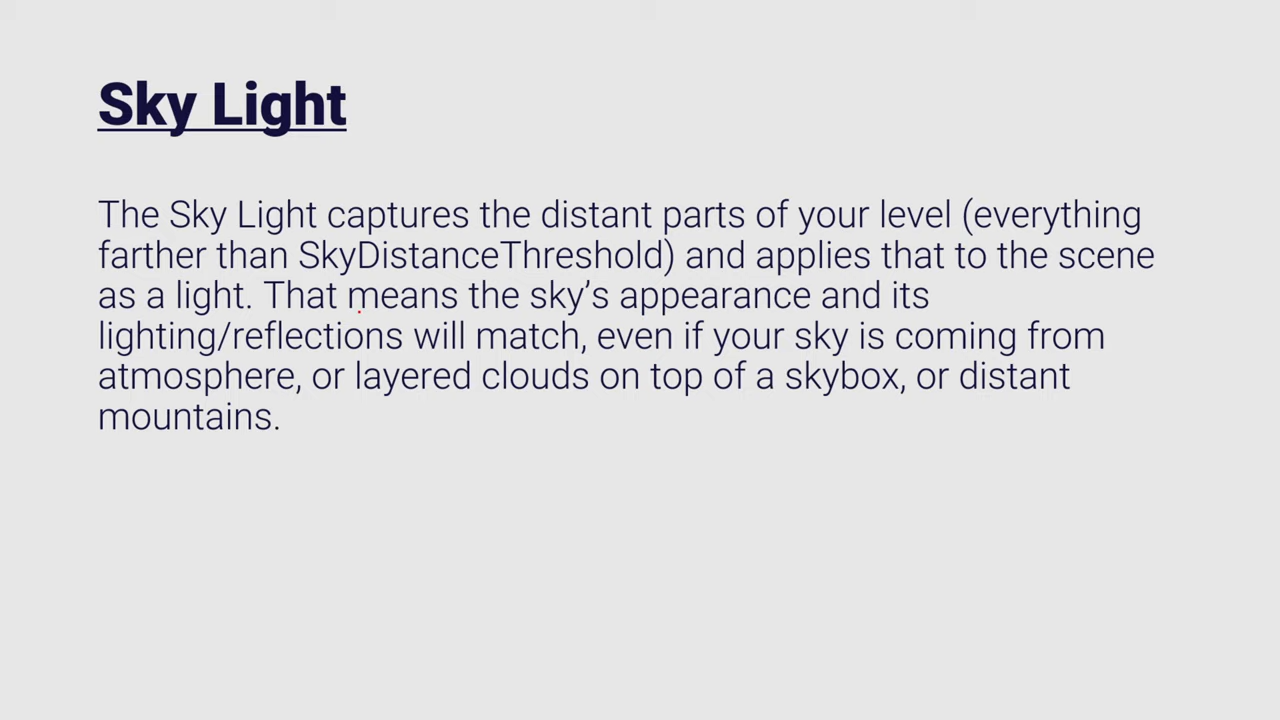 Sky Light
The Sky Light captures the distant parts of your level (everything
farther than SkyDistanceThreshold) and applies that to the scene
as a light. That means the sky’s appearance and its
lighting/reflections will match, even if your sky is coming from
atmosphere, or layered clouds on top of a skybox, or distant
mountains.